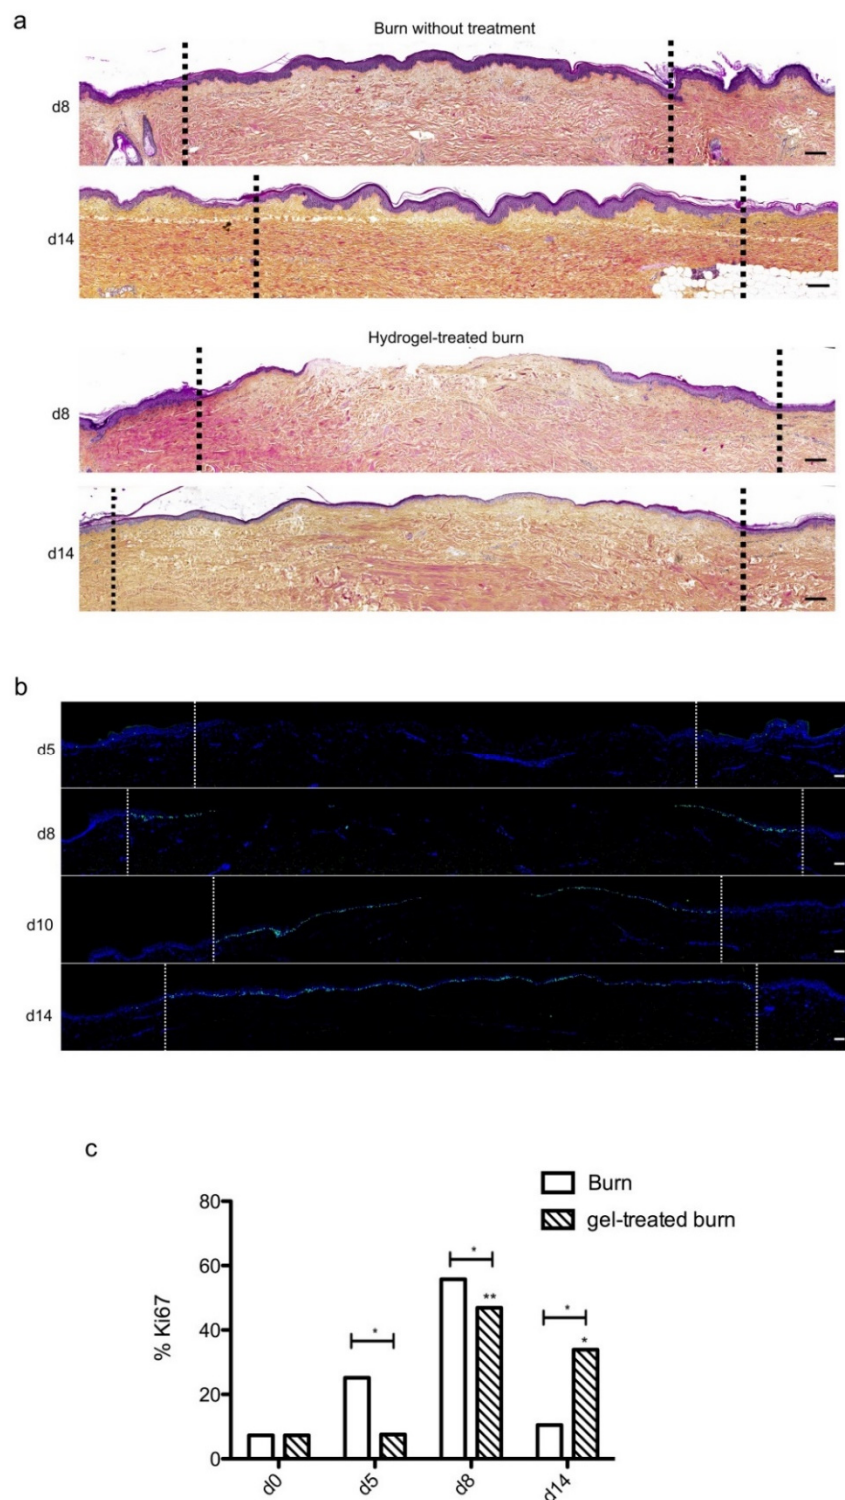 a
Burn without treatment
d8
d14
Hydrogel-treated burn
d8
d14
b
d5
d8
d10
d14
c
Burn
gel-treated burn
80
60
40
20
0
% Ki67
*
*
**
*
*
d0
d5
d8
d14